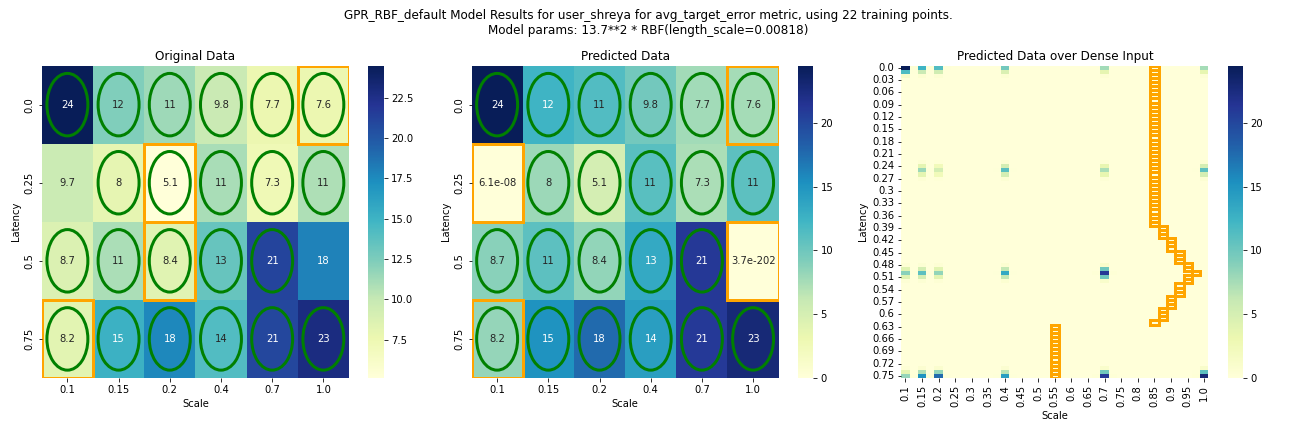 GPR_RBF_default Model Results for user_shreya for avg_target_error metric, using 22 training points.
Model params: 13.7**2 * RBF(length_scale=0.00818)
Original Data
Latency
0.0
0.25
0.5
0.75
24 12 11 9.8 7.7 7.6
9.7 8 5.1 11 7.3 11
8.7 11 8.4 13 21 18
8.2 15 18 14 21 23
0.1 0.15 0.2 0.4 0.7 1.0
Scale
22.5
20.0
17.5
15.0
12.5
10.0
7.5
Predicted Data
Latency
0.0
0.25
0.5
0.75
24 12 11 9.8 7.7 7.6
6.1e-08 8 5.1 11 7.3 11
8.7 11 8.4 13 21 3.7e-202
8.2 15 18 14 21 23
0.1 0.15 0.2 0.4 0.7 1.0
Scale
20
15
10
5
0
Predicted Data over Dense Input
Latency
0.0
0.03
0.06
0.09
0.12
0.15
0.18
0.21
0.24
0.27
0.3
0.33
0.36
0.39
0.42
0.45
0.48
0.51
0.54
0.57
0.6
0.63
0.66
0.69
0.72
0.75
0.1 0.15 0.2 0.25 0.3 0.35 0.4 0.45 0.5 0.55 0.6 0.65 0.7 0.75 0.8 0.85 0.9 0.95 1.0
Scale
20
15
10
5
0